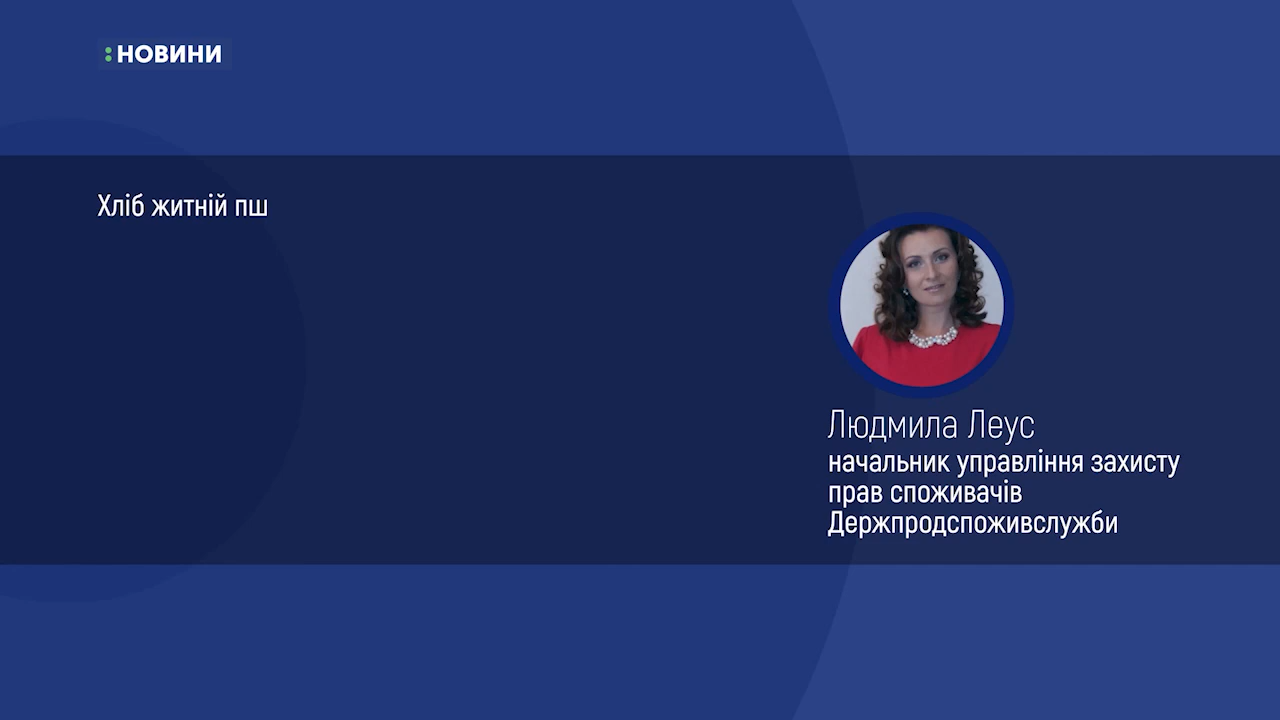 :НОВИНИ
Хліб житній пш
Людмила Леус
начальник управління захисту
прав споживачів
Держпродспоживслужби